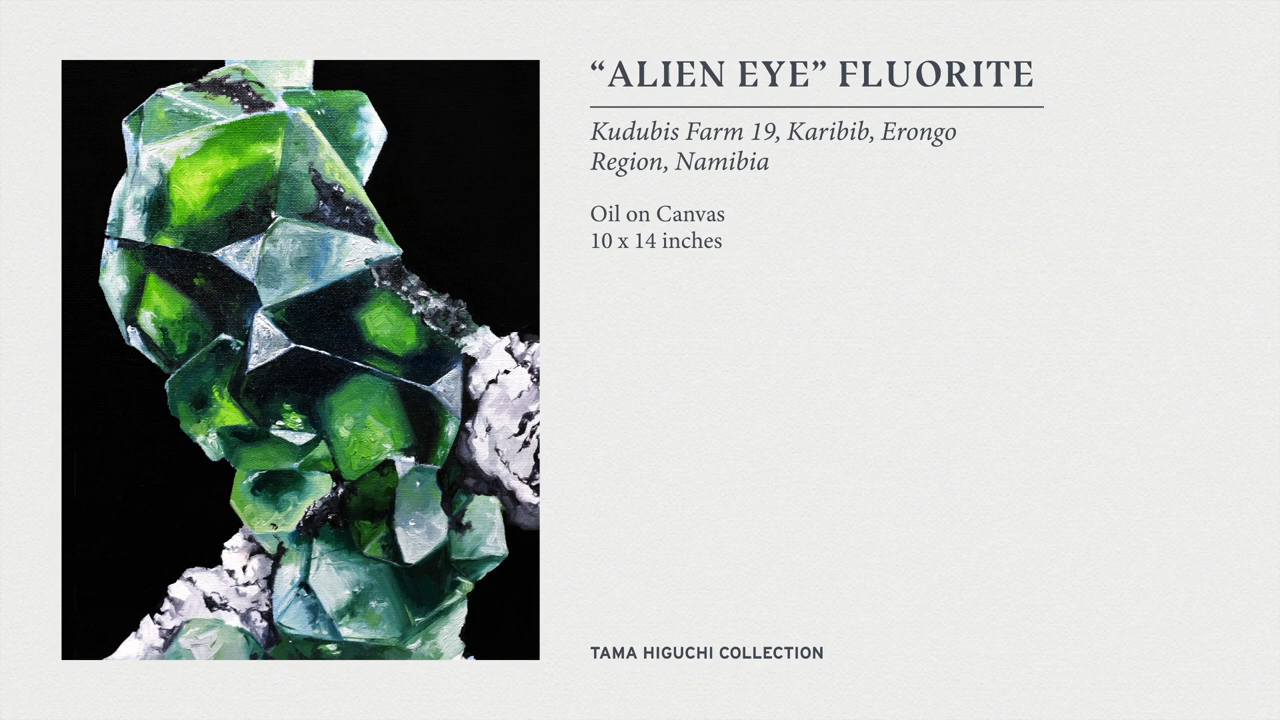 “ALIEN EYE” FLUORITE
Kudubis Farm 19, Karibib, Erongo
Region, Namibia
Oil on Canvas
10 x 14 inches
TAMA HIGUCHI COLLECTION